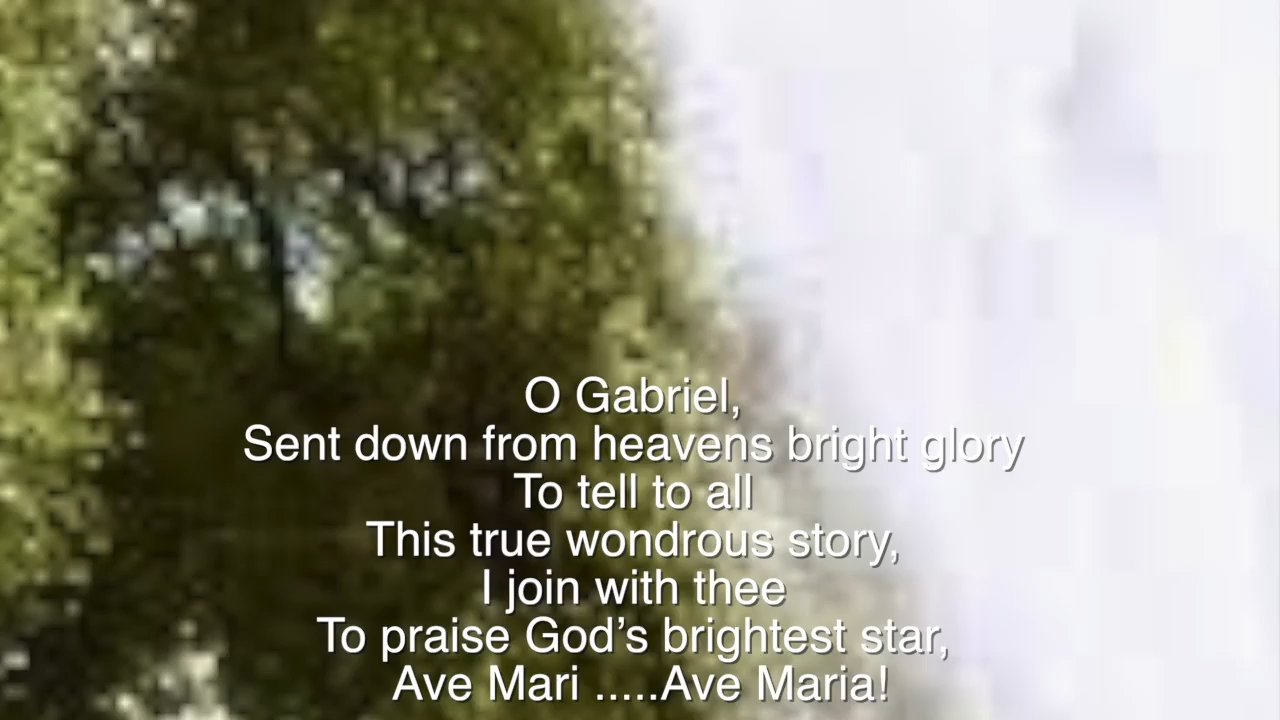 O Gabriel,
Sent down from heavens bright glory
To tell to all
This true wondrous story,
I join with thee
To praise God’s brightest star,
Ave Mari .....Ave Maria!